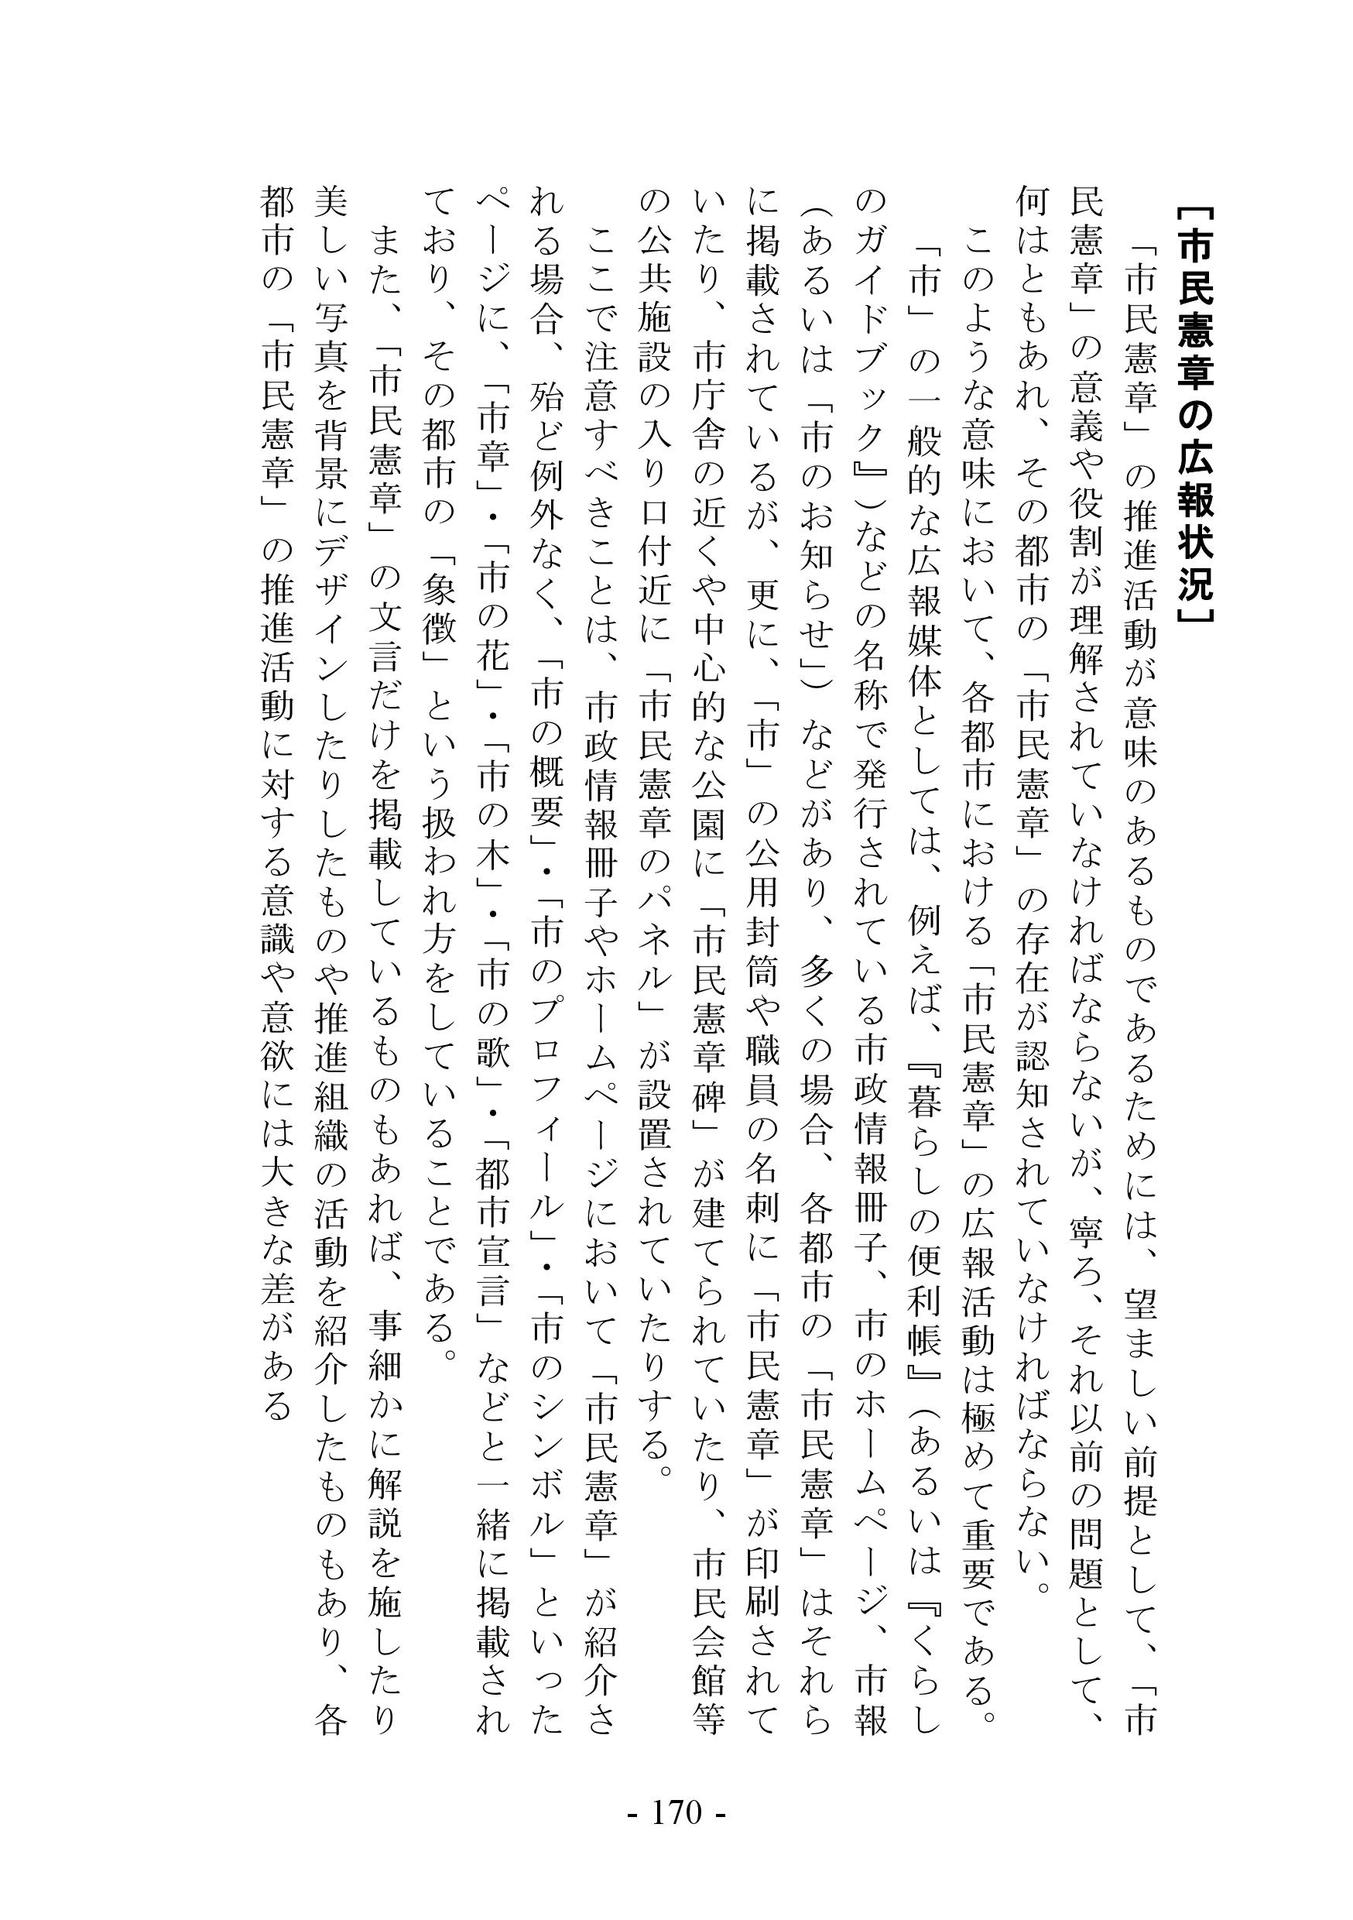 ［市民憲章の広報状況］
「市民憲章」の推進活動が意味のあるものであるためには、望ましい前提として、「市
民憲章」の意義や役割が理解されていなければならないが、寧ろ、それ以前の問題として、
何はともあれ、その都市の「市民憲章」の存在が認知されていなければならない。
このような意味において、各都市における「市民憲章」の広報活動は極めて重要である。
「市」の一般的な広報媒体としては、例えば、『暮らしの便利帳』（あるいは『くらし
のガイドブック』）などの名称で発行されている市政情報冊子、市のホームページ、市報
（あるいは「市のお知らせ」）などがあり、多くの場合、各都市の「市民憲章」はそれら
に掲載されているが、更に、「市」の公用封筒や職員の名刺に「市民憲章」が印刷されて
いたり、市庁舎の近くや中心的な公園に「市民憲章碑」が建てられていたり、市民会館等
の公共施設の入り口付近に「市民憲章のパネル」が設置されていたりする。
ここで注意すべきことは、市政情報冊子やホームページにおいて「市民憲章」が紹介さ
れる場合、殆ど例外なく、「市の概要」・「市のプロフィール」・「市のシンボル」といった
ページに、「市章」・「市の花」・「市の木」・「市の歌」・「都市宣言」などと一緒に掲載され
ており、その都市の「象徴」という扱われ方をしていることである。
また、「市民憲章」の文言だけを掲載しているものもあれば、事細かに解説を施したり
美しい写真を背景にデザインしたりしたものや推進組織の活動を紹介したものもあり、各
都市の「市民憲章」の推進活動に対する意識や意欲には大きな差がある
- 170 -